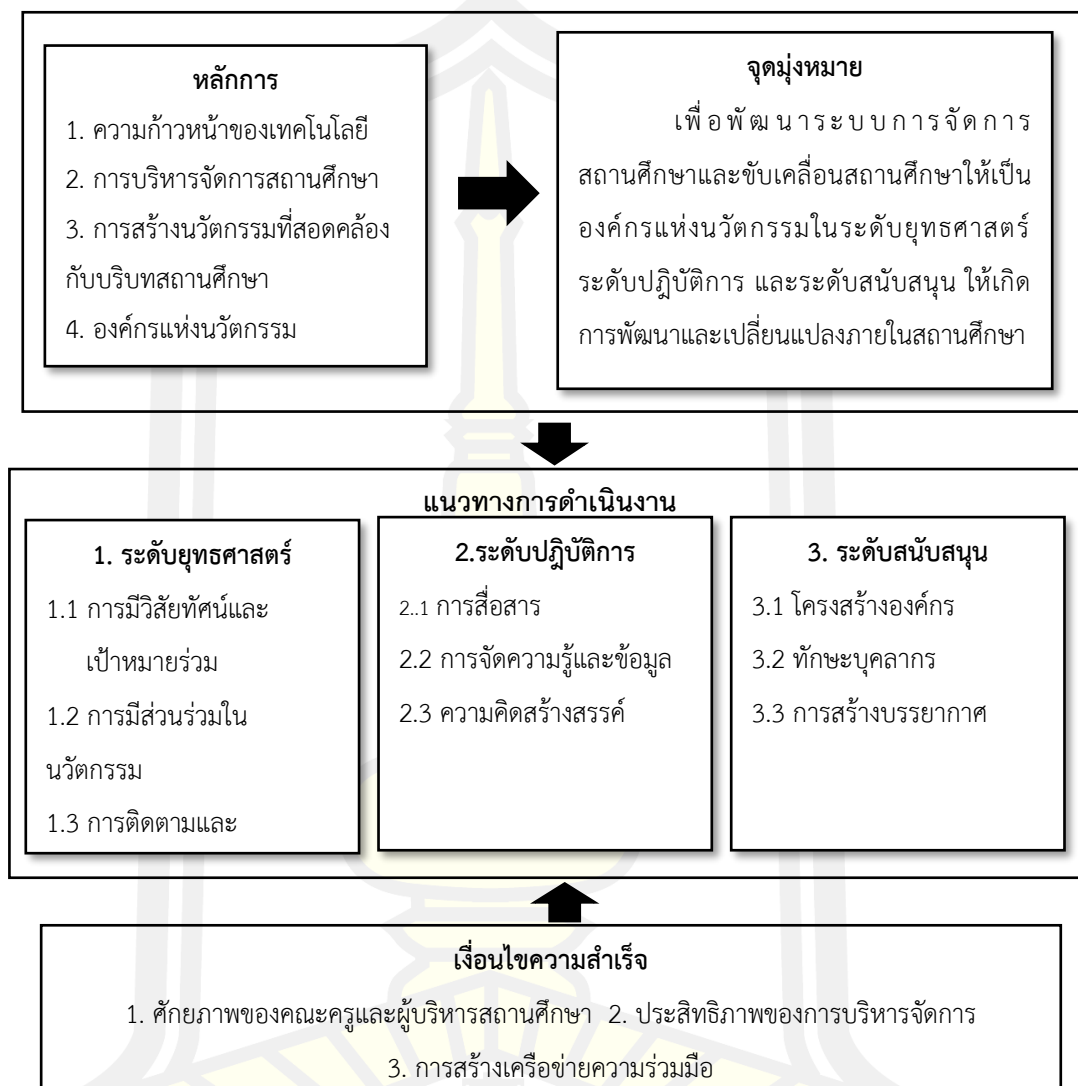 หลักการ
1. ความก้าวหน้าของเทคโนโลยี
2. การบริหารจัดการสถานศึกษา
3. การสร้างนวัตกรรมที่สอดคล้อง
กับบริบทสถานศึกษา
4. องค์กรแห่งนวัตกรรม
จุดมุ่งหมาย
เพื่อพัฒนาระบบการจัดการ
สถานศึกษาและขับเคลื่อนสถานศึกษาให้เป็น
องค์กรแห่งนวัตกรรมในระดับยุทธศาสตร์
ระดับปฏิบัติการ และระดับสนับสนุน ให้เกิด
การพัฒนาและเปลี่ยนแปลงภายในสถานศึกษา
แนวทางการดำเนินงาน
1. ระดับยุทธศาสตร์
1.1 การมีวิสัยทัศน์และ
เป้าหมายร่วม
1.2 การมีส่วนร่วมใน
นวัตกรรม
1.3 การติดตามและ
2.ระดับปฏิบัติการ
2..1 การสื่อสาร
2.2 การจัดความรู้และข้อมูล
2.3 ความคิดสร้างสรรค์
3. ระดับสนับสนุน
3.1 โครงสร้างองค์กร
3.2 ทักษะบุคลากร
3.3 การสร้างบรรยากาศ
เงื่อนไขความสำเร็จ
1. ศักยภาพของคณะครูและผู้บริหารสถานศึกษา 2. ประสิทธิภาพของการบริหารจัดการ
3. การสร้างเครือข่ายความร่วมมือ